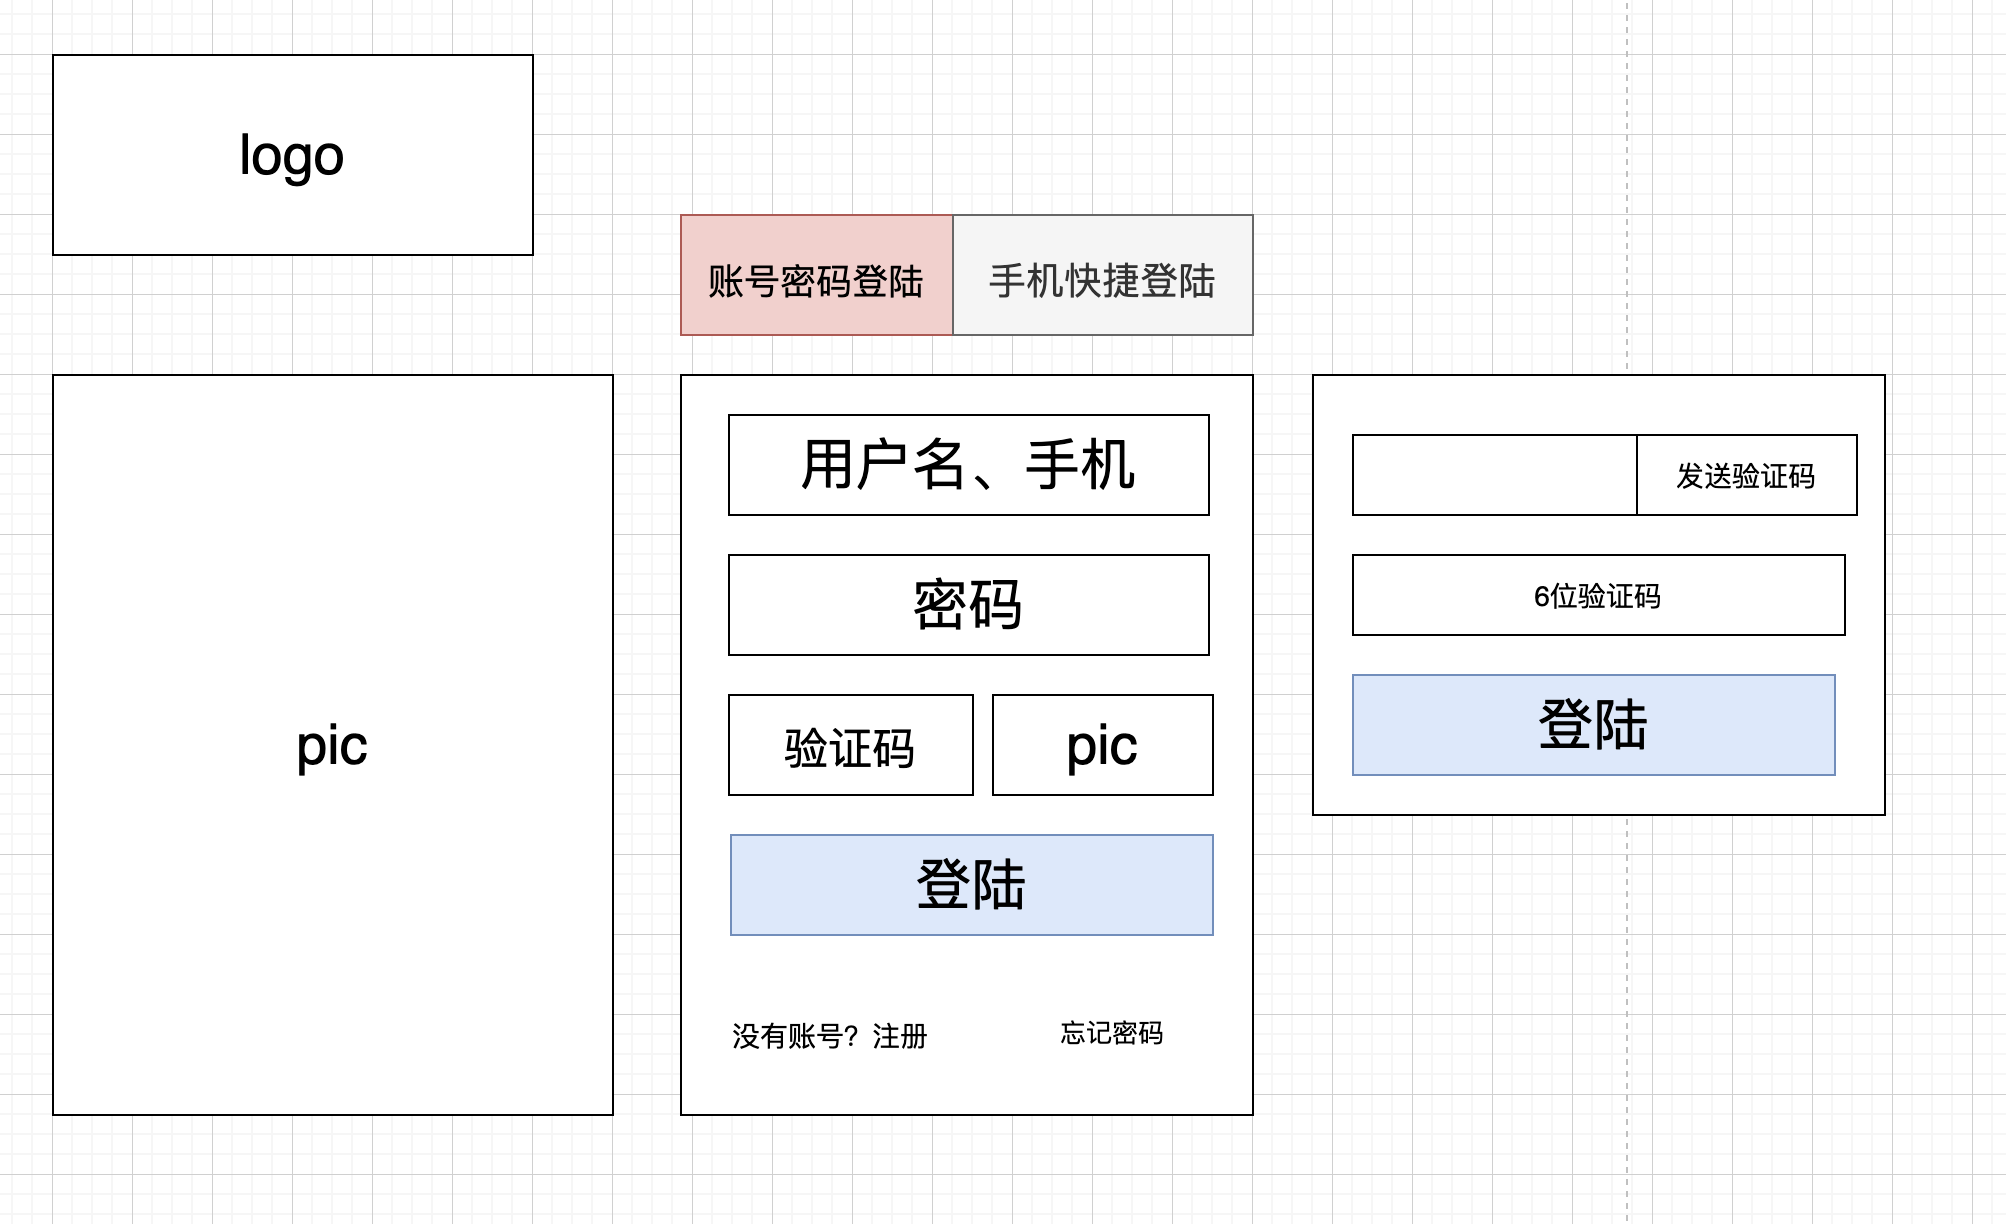 logo
账号密码登陆
手机快捷登陆
pic
用户名、手机
密码
验证码
pic
登陆
没有账号？注册
忘记密码
发送验证码
6位验证码
登陆